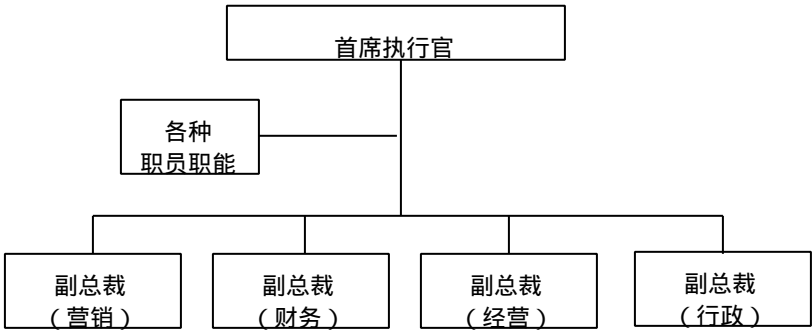 首席执行官
各种
职员职能
副总裁
（营销）
副总裁
（财务）
副总裁
（经营）
副总裁
（行政）